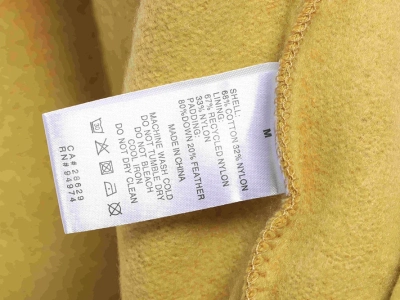 M
SHELL:
68% COTTON 32% NYLON
LINING:
67% RECYCLED NYLON
33% NYLON
PADDING:
80%DOWN 20% FEATHER
MADE IN CHINA
MACHINE WASH COLD
DO NOT TUMBLE DRY
DO NOT BLEACH
COOL IRON
DO NOT DRY CLEAN
CA#28629
RN#94974